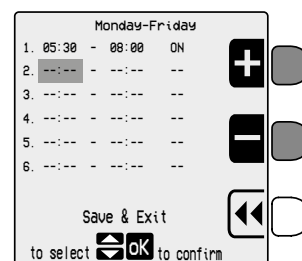 Monday-Friday
1. 05:30 - 08:00 ON
2. --:-- - --:-- --
3. --:-- - --:-- --
4. --:-- - --:-- --
5. --:-- - --:-- --
6. --:-- - --:-- --
Save & Exit
to select OK to confirm